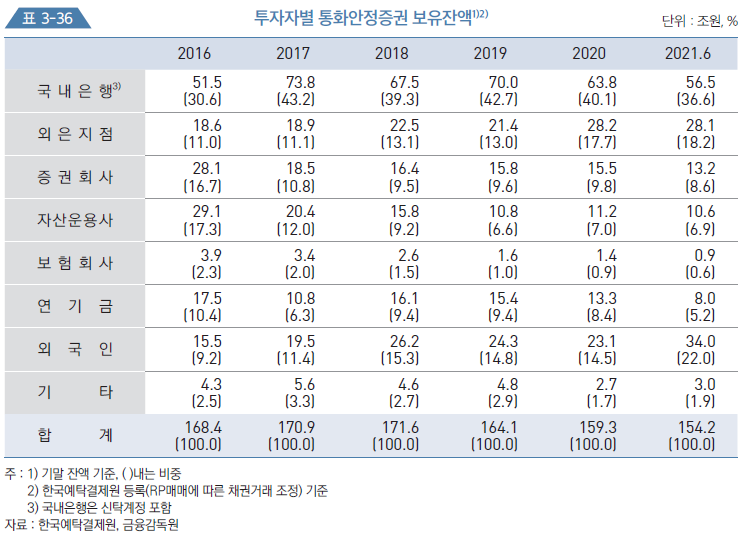 표 3-36
투자자별 통화안정증권 보유잔액1)2)
단위 : 조원, %
2016 2017 2018 2019 2020 2021.6
국내은행3) 51.5 73.8 67.5 70.0 63.8 56.5
(30.6) (43.2) (39.3) (42.7) (40.1) (36.6)
외은지점 18.6 18.9 22.5 21.4 28.2 28.1
(11.0) (11.1) (13.1) (13.0) (17.7) (18.2)
증권회사 28.1 18.5 16.4 15.8 15.5 13.2
(16.7) (10.8) (9.5) (9.6) (9.8) (8.6)
자산운용사 29.1 20.4 15.8 10.8 11.2 10.6
(17.3) (12.0) (9.2) (6.6) (7.0) (6.9)
보험회사 3.9 3.4 2.6 1.6 1.4 0.9
(2.3) (2.0) (1.5) (1.0) (0.9) (0.6)
연기금 17.5 10.8 16.1 15.4 13.3 8.0
(10.4) (6.3) (9.4) (9.4) (8.4) (5.2)
외국인 15.5 19.5 26.2 24.3 23.1 34.0
(9.2) (11.4) (15.3) (14.8) (14.5) (22.0)
기타 4.3 5.6 4.6 4.8 2.7 3.0
(2.5) (3.3) (2.7) (2.9) (1.7) (1.9)
합계 168.4 170.9 171.6 164.1 159.3 154.2
(100.0) (100.0) (100.0) (100.0) (100.0) (100.0)
주 : 1) 기말 잔액 기준, ( )내는 비중
2) 한국예탁결제원 등록(RP매매에 따른 채권거래 조정) 기준
3) 국내은행은 신탁계정 포함
자료 : 한국예탁결제원, 금융감독원